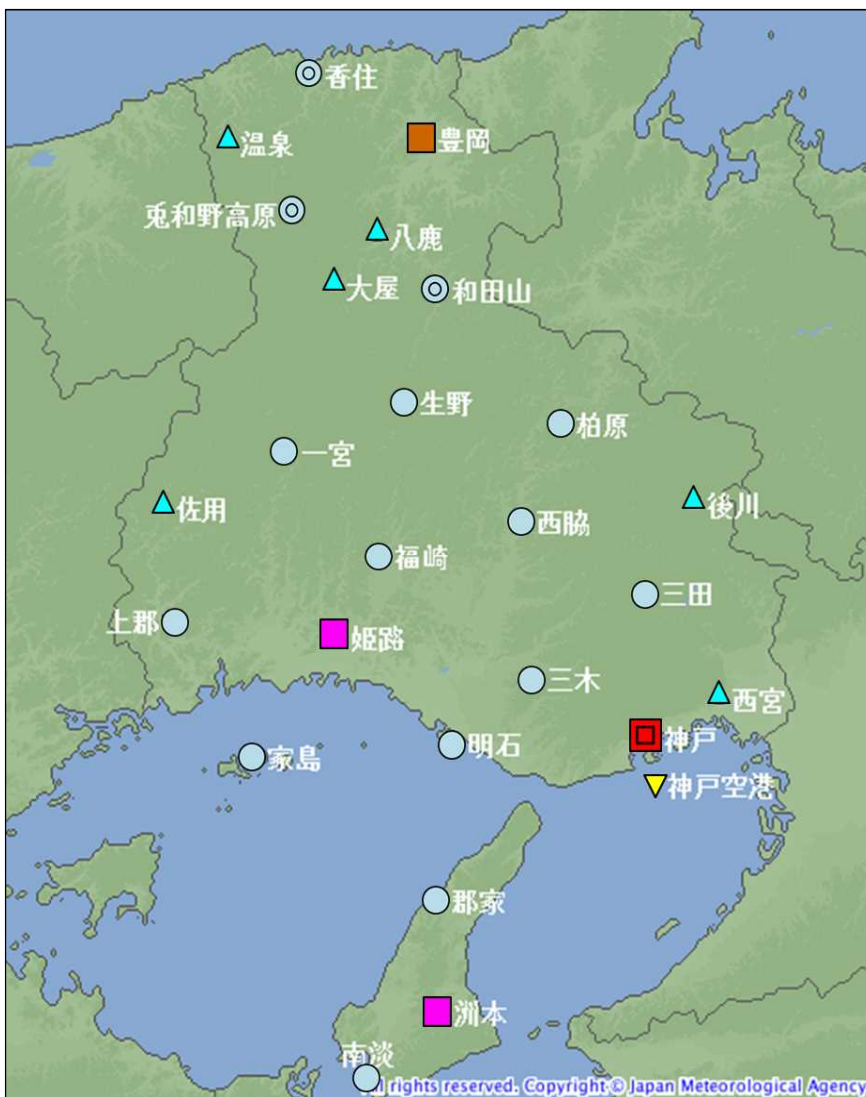 香住
温泉
豊岡
兎和野高原
八鹿
大屋
和田山
生野
柏原
一宮
佐用
後川
西脇
福崎
三田
上郡
姫路
三木
西宮
神戸
明石
家島
神戸空港
郡家
洲本
南淡
ll rights reserved. Copyright © Japan Meteorological Agency